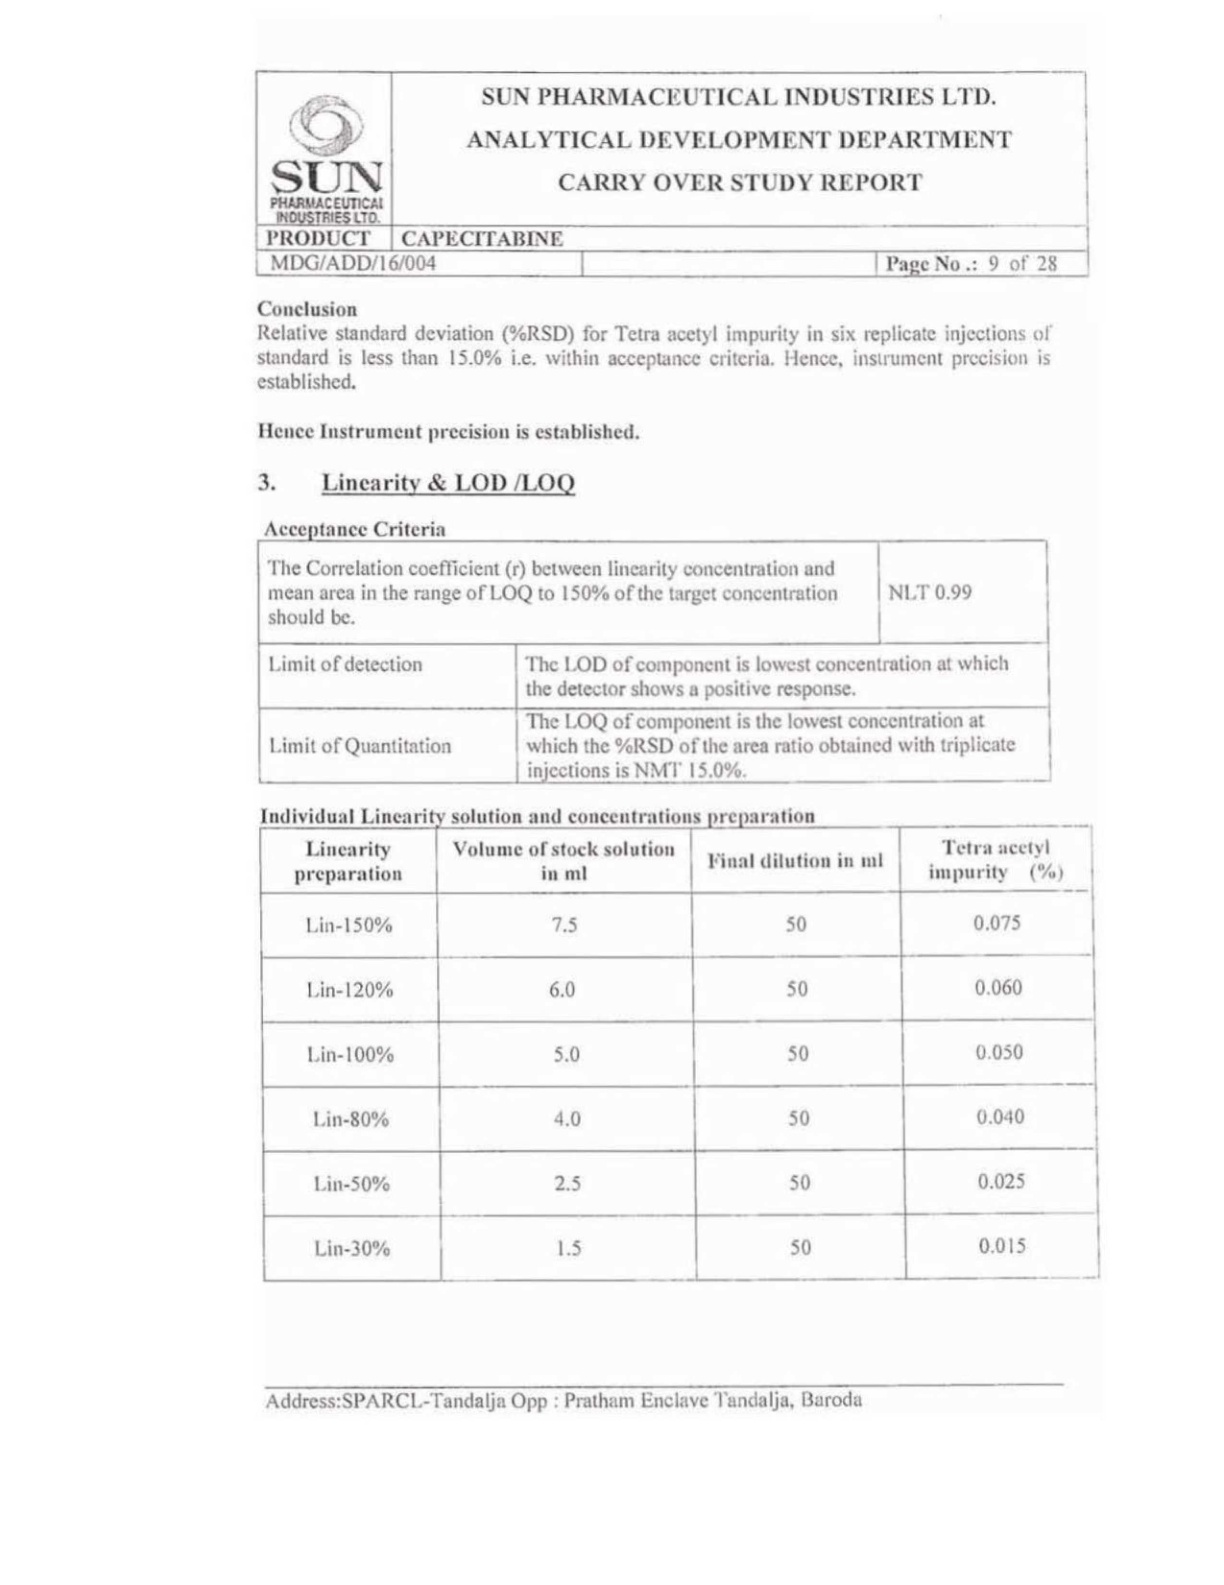 SUN PHARMACEUTICAL INDUSTRIES LTD.
ANALYTICAL DEVELOPMENT DEPARTMENT
CARRY OVER STUDY REPORT
SUN
PHARMACEUTICAL
INDUSTRIES LTD.
PRODUCT CAPECITABINE
MDG/ADD/16/004 Page No .: 9 of 28
Conclusion
Relative standard deviation (%RSD) for Tetra acetyl impurity in six replicate injections of
standard is less than 15.0% i.e. within acceptance criteria. Hence, instrument precision is
established.
Hence Instrument precision is established.
3. Linearity & LOD /LOQ
Acceptance Criteria
The Correlation coefficient (r) between linearity concentration and
mean area in the range of LOQ to 150% of the target concentration
should be.
NLT 0.99
Limit of detection
The LOD of component is lowest concentration at which
the detector shows a positive response.
Limit of Quantitation
The LOQ of component is the lowest concentration at
which the %RSD of the area ratio obtained with triplicate
injections is NMT 15.0%.
Individual Linearity solution and concentrations preparation
Linearity
preparation
Volume of stock solution
in ml
Final dilution in ml
Tetra acetyl
impurity (%)
Lin-150% 7.5 50 0.075
Lin-120% 6.0 50 0.060
Lin-100% 5.0 50 0.050
Lin-80% 4.0 50 0.040
Lin-50% 2.5 50 0.025
Lin-30% 1.5 50 0.015
Address:SPARCL-Tandalja Opp : Pratham Enclave Tandalja, Baroda